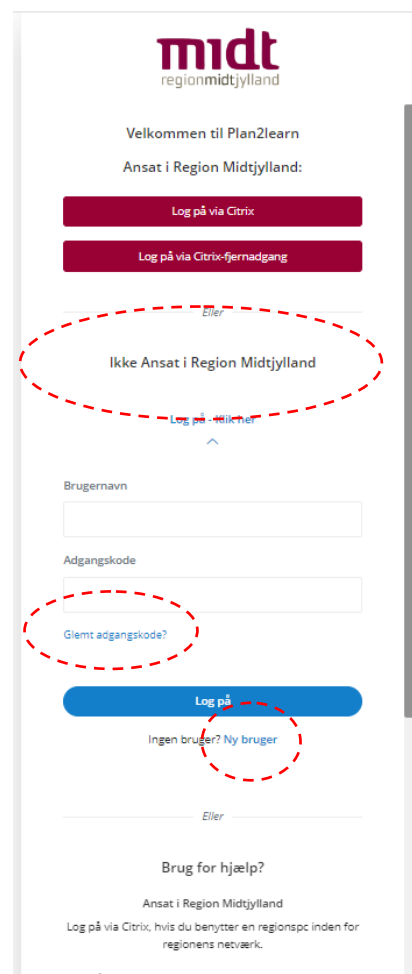 midt
regionmidtjylland
Velkommen til Plan2learn
Ansat i Region Midtjylland:
Log på via Citrix
Log på via Citrix-fjernadgang
Eller
Ikke Ansat i Region Midtjylland
Log på - Klik her
Brugernavn
Adgangskode
Glemt adgangskode?
Log på
Ingen bruger? Ny bruger
Eller
Brug for hjælp?
Ansat i Region Midtjylland
Log på via Citrix, hvis du benytter en regionspc inden for
regionens netværk.